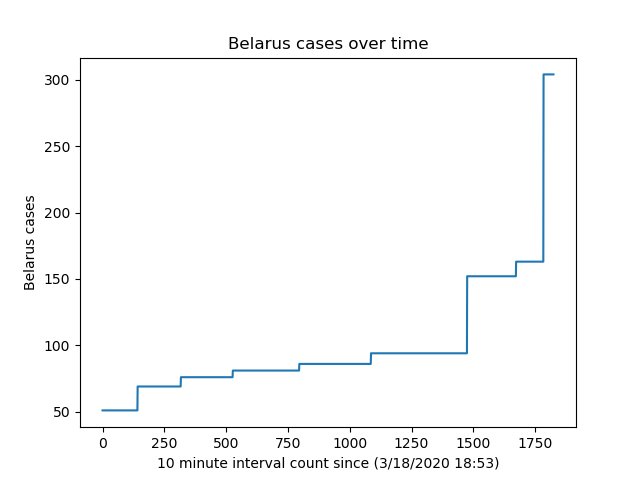 Belarus cases over time
300
250
200
150
100
50
Belarus cases
0 250 500 750 1000 1250 1500 1750
10 minute interval count since (3/18/2020 18:53)